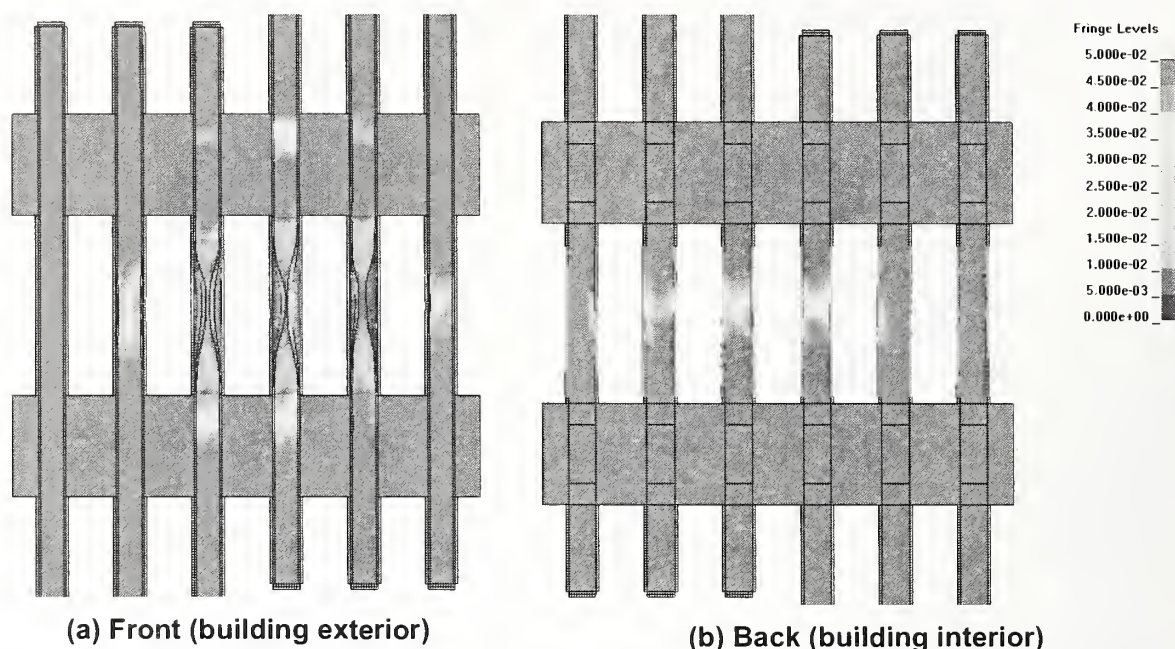 Fringe Levels
5.000e-02
4.500e-02
4.000e-02
3.500e-02
3.000e-02
2.500e-02
2.000e-02
1.500e-02
1.000e-02
5.000e-03
0.000e+00
(a) Front (building exterior)
(b) Back (building interior)